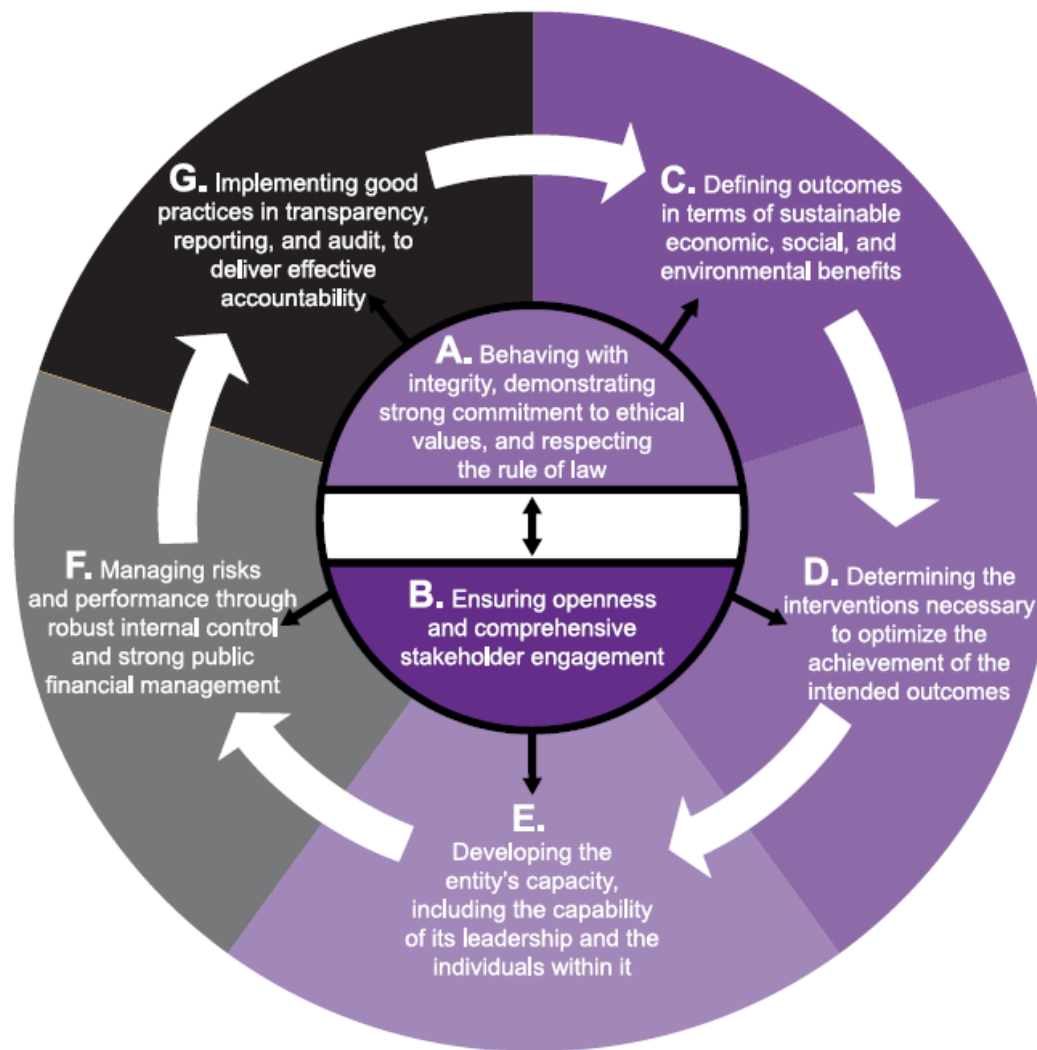 G. Implementing good
practices in transparency,
reporting, and audit, to
deliver effective
accountability
C. Defining outcomes
in terms of sustainable
economic, social, and
environmental benefits
A. Behaving with
integrity, demonstrating
strong commitment to ethical
values, and respecting
the rule of law
B. Ensuring openness
and comprehensive
stakeholder engagement
D. Determining the
interventions necessary
to optimize the
achievement of the
intended outcomes
E.
Developing the
entity's capacity,
including the capability
of its leadership and the
individuals within it
F. Managing risks
and performance through
robust internal control
and strong public
financial management